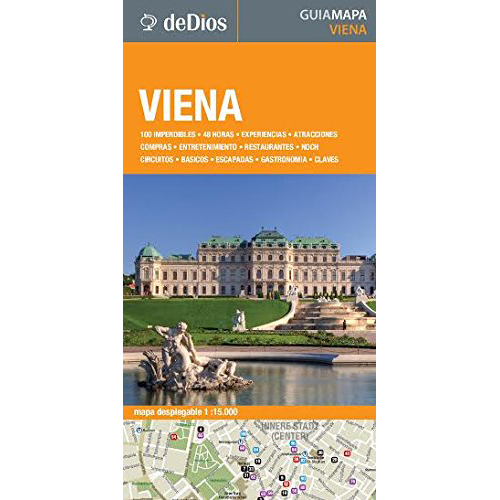 deDios
GUIAMAPA
VIENA
VIENA
100 IMPERDIBLES • 48 HORAS • EXPERIENCIAS • ATRACCIONES
COMPRAS • ENTRETENIMIENTO • RESTAURANTES • NOCH
CIRCUITOS • BASICOS • ESCAPADAS • GASTRONOMIA • CLAVES
mapa desplegable 1 :15.000
INNERE STADT
(CENTER)